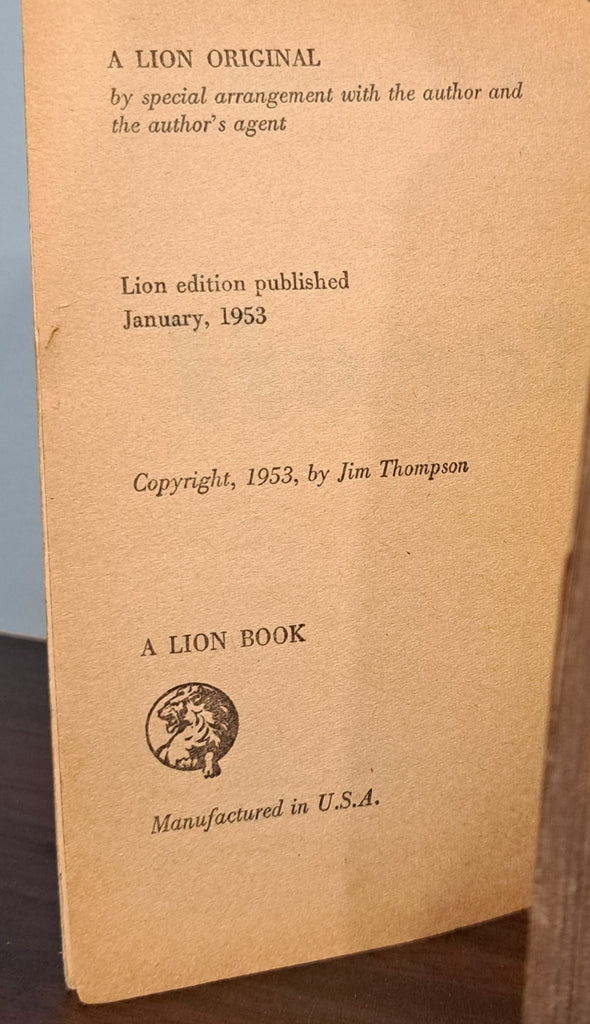 A LION ORIGINAL
by special arrangement with the author and
the author's agent
Lion edition published
January, 1953
Copyright, 1953, by Jim Thompson
A LION BOOK
Manufactured in U.S.A.